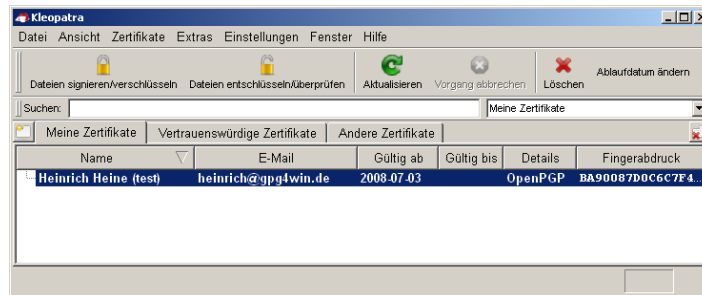 Kleopatra
Datei Ansicht Zertifikate Extras Einstellungen Fenster Hilfe
Dateien signieren/verschlüsseln Dateien entschlüsseln/überprüfen Aktualisieren Vorgang abbrechen Löschen Ablaufdatum ändern
Suchen: Meine Zertifikate
Meine Zertifikate Vertrauenswürdige Zertifikate Andere Zertifikate
Name E-Mail Gültig ab Gültig bis Details Fingerabdruck
Heinrich Heine (test) heinrich@gpg4win.de 2008-07-03 OpenPGP BA90087D0C6C7F4...